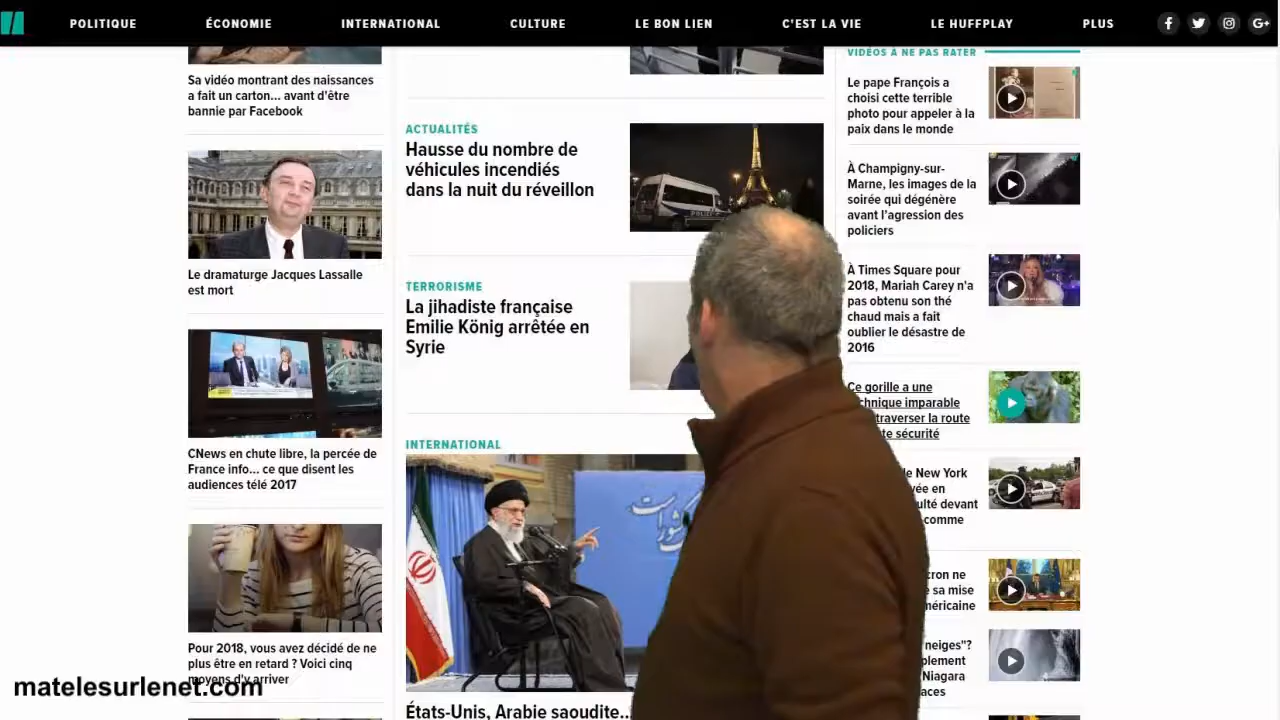 POLITIQUE
ÉCONOMIE
INTERNATIONAL
CULTURE
LE BON LIEN
C'EST LA VIE
LE HUFFPLAY
PLUS
G+
Sa vidéo montrant des naissances
a fait un carton... avant d'être
bannie par Facebook
Le dramaturge Jacques Lassalle
est mort
CNews en chute libre, la percée de
France info... ce que disent les
audiences télé 2017
Pour 2018, vous avez décidé de ne
plus être en retard ? Voici cinq
moyens d'y arriver
ACTUALITÉS
Hausse du nombre de
véhicules incendiés
dans la nuit du réveillon
TERRORISME
La jihadiste française
Emilie König arrêtée en
Syrie
INTERNATIONAL
États-Unis, Arabie saoudite...
VIDÉOS À NE PAS RATER
Le pape François a
choisi cette terrible
photo pour appeler à la
paix dans le monde
À Champigny-sur-
Marne, les images de la
soirée qui dégénère
avant l'agression des
policiers
À Times Square pour
2018, Mariah Carey n'a
pas obtenu son thé
chaud mais a fait
oublier le désastre de
2016
Ce gorille a une
technique imparable
traverser la route
sécurité
New York
en
devant
comme
ne
sa mise
neiges"?
Niagara
matelesurlenet.com